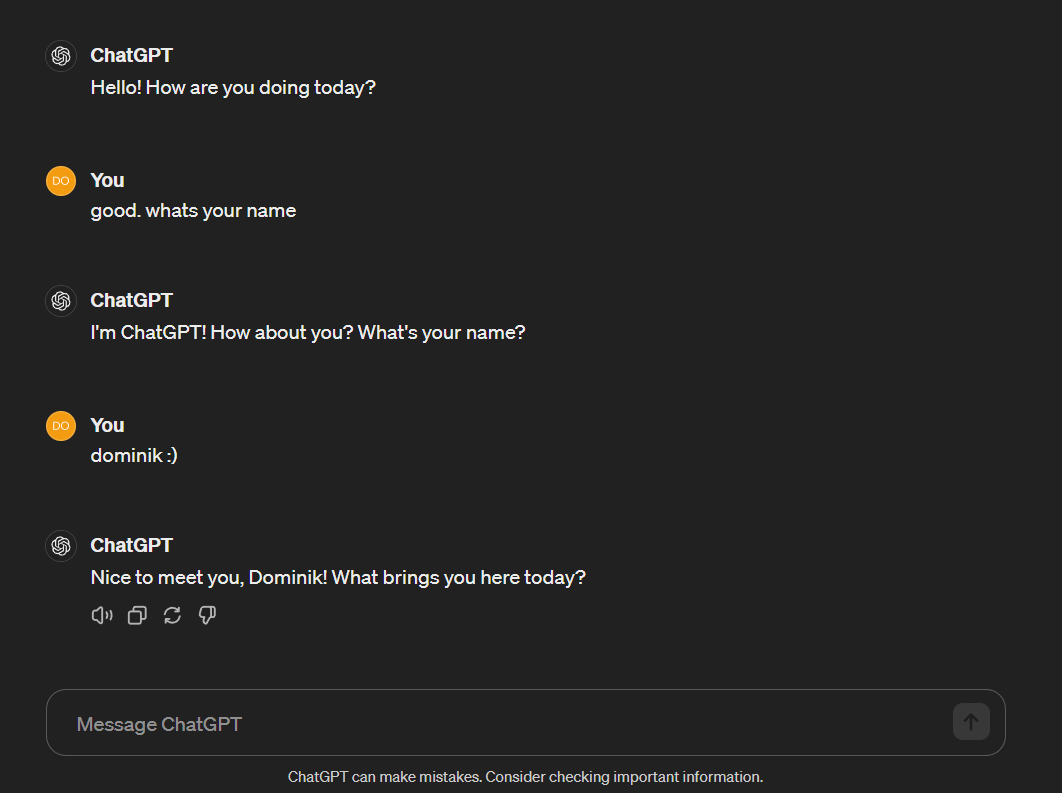 ChatGPT
Hello! How are you doing today?
DO
You
good. whats your name
ChatGPT
I'm ChatGPT! How about you? What's your name?
DO
You
dominik :)
ChatGPT
Nice to meet you, Dominik! What brings you here today?
Message ChatGPT
ChatGPT can make mistakes. Consider checking important information.